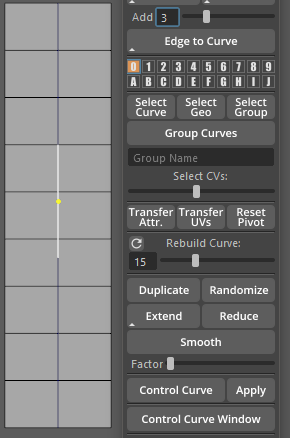 Add 3
Edge to Curve
0 1 2 3 4 5 6 7 8 9
A B C D E F G H I J
Select Curve Select Geo Select Group
Group Curves
Group Name
Select CVs:
Transfer Attr. Transfer UVs Reset Pivot
Rebuild Curve:
15
Duplicate Randomize
Extend Reduce
Smooth
Factor
Control Curve Apply
Control Curve Window